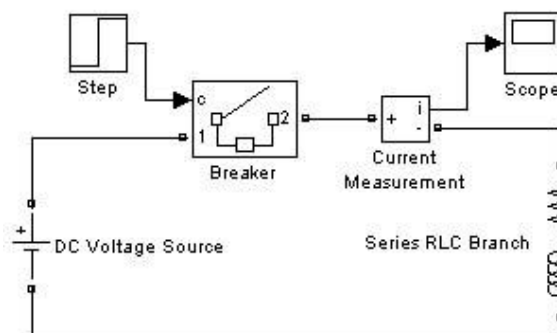 Step
c
1
2
Breaker
+
i
-
Current
Measurement
Scope
+
DC Voltage Source
Series RLC Branch